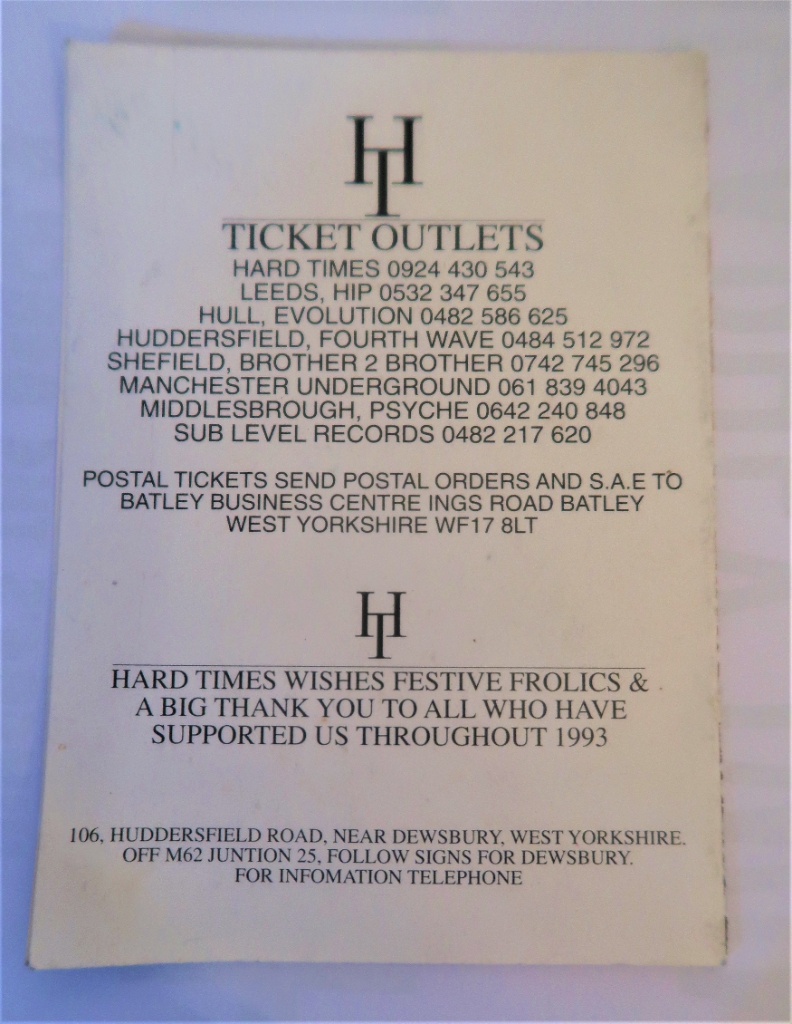 HT
TICKET OUTLETS
HARD TIMES 0924 430 543
LEEDS, HIP 0532 347 655
HULL, EVOLUTION 0482 586 625
HUDDERSFIELD, FOURTH WAVE 0484 512 972
SHEFIELD, BROTHER 2 BROTHER 0742 745 296
MANCHESTER UNDERGROUND 061 839 4043
MIDDLESBROUGH, PSYCHE 0642 240 848
SUB LEVEL RECORDS 0482 217 620
POSTAL TICKETS SEND POSTAL ORDERS AND S.A.E TO
BATLEY BUSINESS CENTRE INGS ROAD BATLEY
WEST YORKSHIRE WF17 8LT
HT
HARD TIMES WISHES FESTIVE FROLICS &
A BIG THANK YOU TO ALL WHO HAVE
SUPPORTED US THROUGHOUT 1993
106, HUDDERSFIELD ROAD, NEAR DEWSBURY, WEST YORKSHIRE.
OFF M62 JUNTION 25, FOLLOW SIGNS FOR DEWSBURY.
FOR INFOMATION TELEPHONE